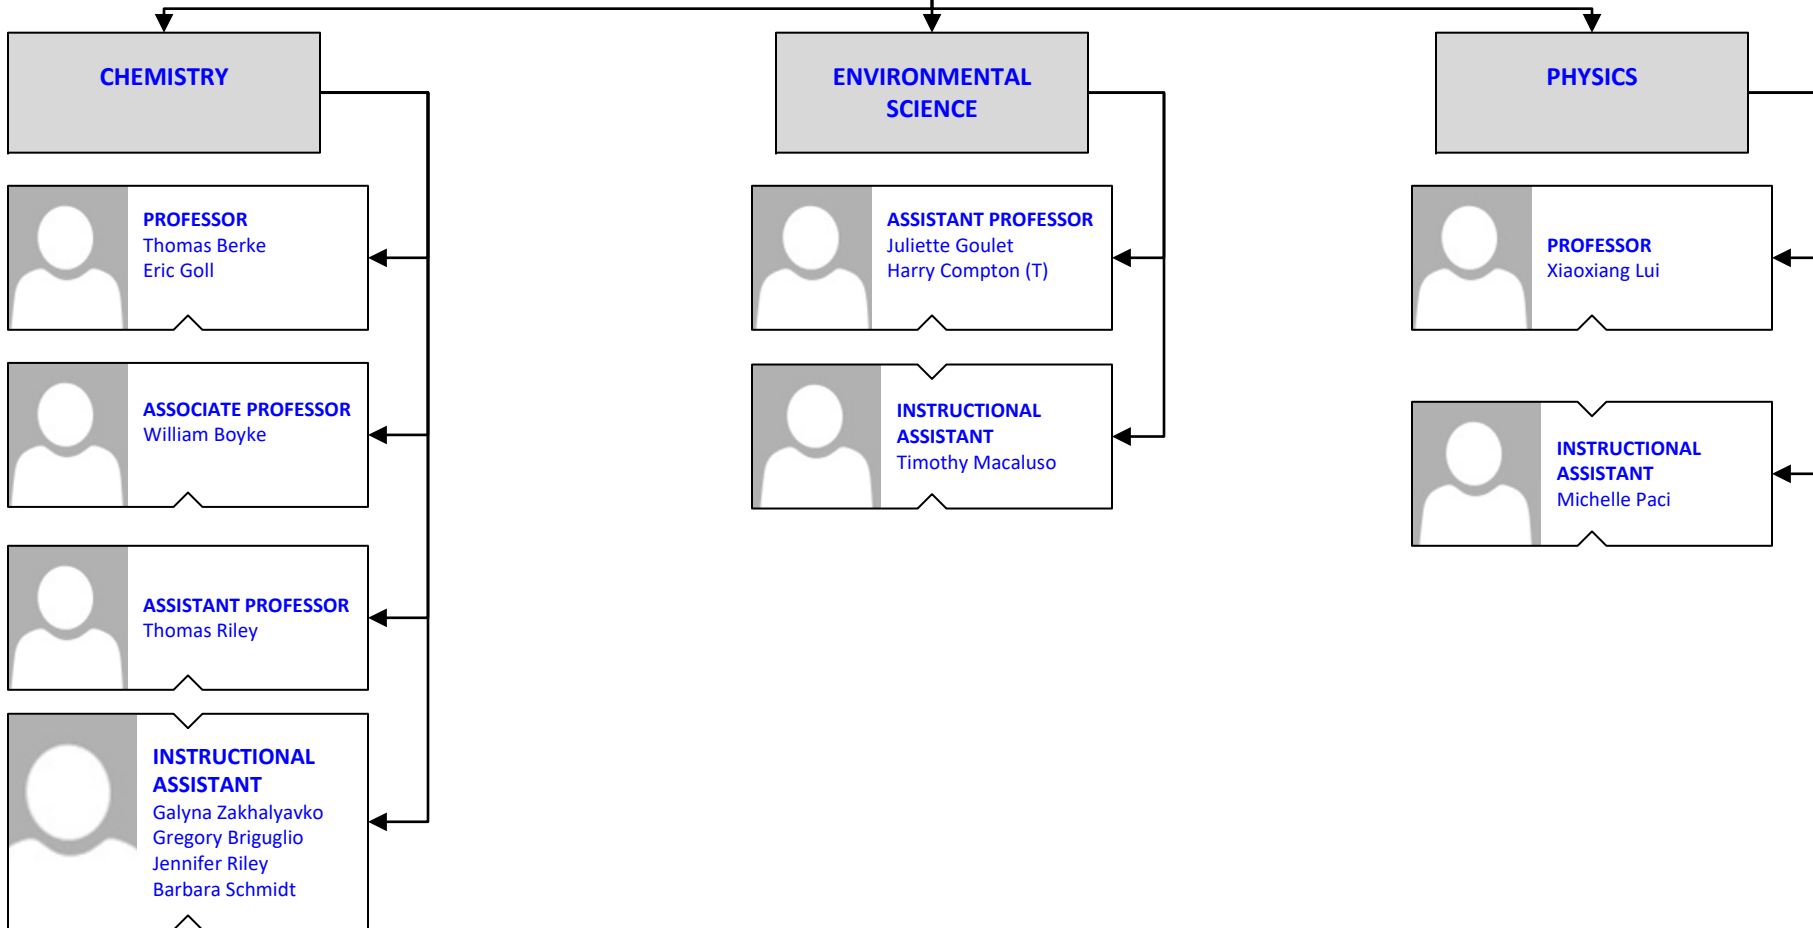 CHEMISTRY
PROFESSOR
Thomas Berke
Eric Goll
ASSOCIATE PROFESSOR
William Boyke
ASSISTANT PROFESSOR
Thomas Riley
INSTRUCTIONAL
ASSISTANT
Galyna Zakhalyavko
Gregory Briguglio
Jennifer Riley
Barbara Schmidt
ENVIRONMENTAL
SCIENCE
ASSISTANT PROFESSOR
Juliette Goulet
Harry Compton (T)
INSTRUCTIONAL
ASSISTANT
Timothy Macaluso
PHYSICS
PROFESSOR
Xiaoxiang Lui
INSTRUCTIONAL
ASSISTANT
Michelle Paci